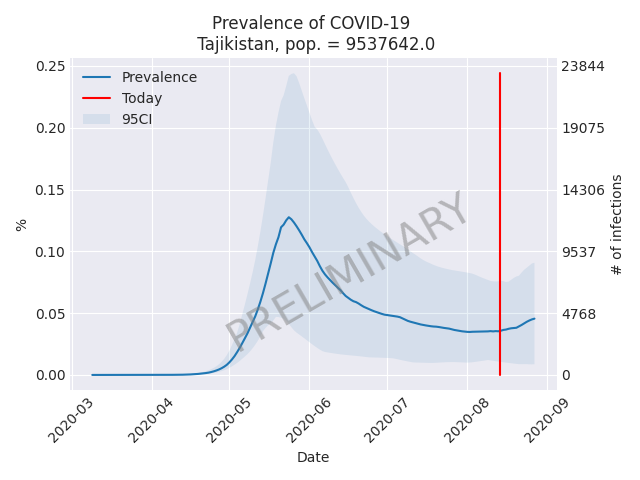 Prevalence of COVID-19
Tajikistan, pop. = 9537642.0
Prevalence
Today
95CI
0.25
0.20
0.15
0.10
0.05
0.00
%
23844
19075
14306
9537
4768
0
# of infections
PRELIMINARY
2020-03
2020-04
2020-05
2020-06
2020-07
2020-08
2020-09
Date